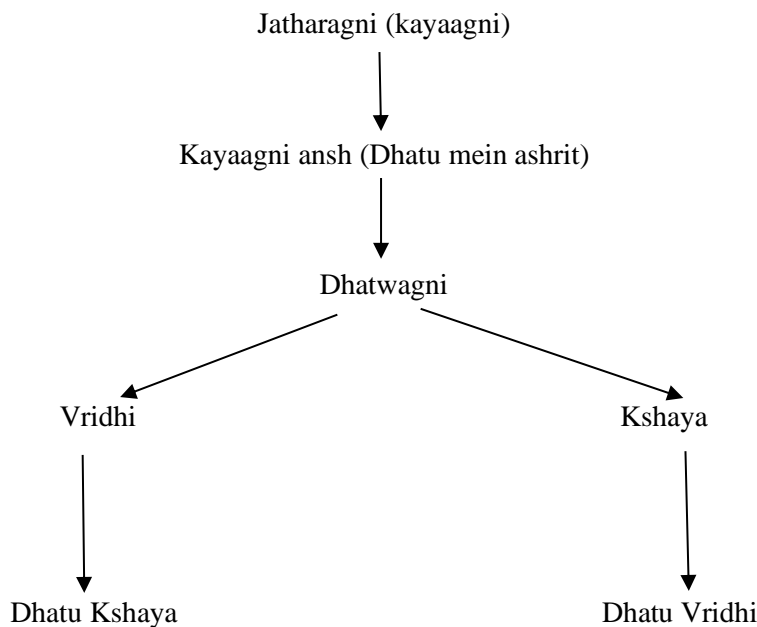 Jatharagni (kayaagni)
Kayaagni ansh (Dhatu mein ashrit)
Dhatwagni
Vridhi
Kshaya
Dhatu Kshaya
Dhatu Vridhi